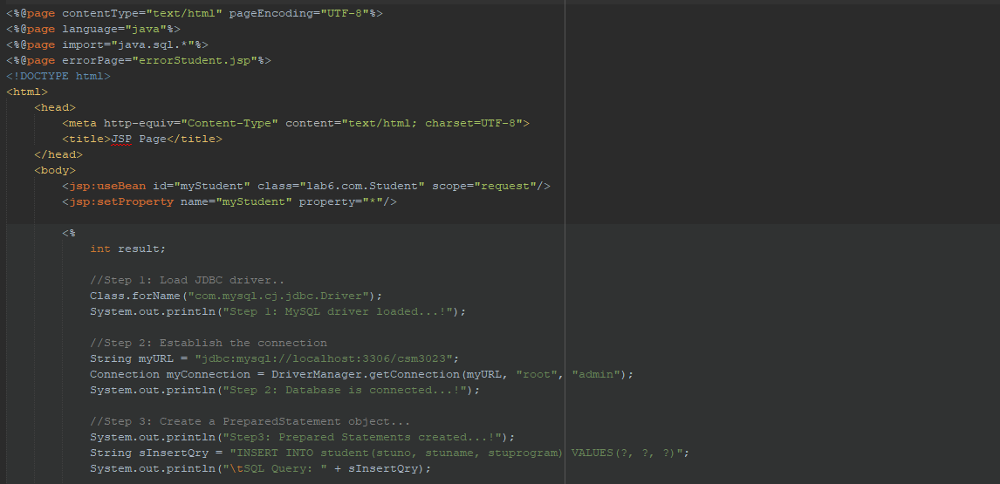 <%@page contentType="text/html" pageEncoding="UTF-8"%>
<%@page language="java"%>
<%@page import="java.sql.*"%>
<%@page errorPage="errorStudent.jsp"%>
<!DOCTYPE html>
<html>
<head>
<meta http-equiv="Content-Type" content="text/html; charset=UTF-8">
<title>JSP Page</title>
</head>
<body>
<jsp:useBean id="myStudent" class="lab6.com.Student" scope="request"/>
<jsp:setProperty name="myStudent" property="*"/>
<%
int result;
//Step 1: Load JDBC driver..
Class.forName("com.mysql.cj.jdbc.Driver");
System.out.println("Step 1: MySQL driver loaded...!");
//Step 2: Establish the connection
String myURL = "jdbc:mysql://localhost:3306/csm3023";
Connection myConnection = DriverManager.getConnection(myURL, "root", "admin");
System.out.println("Step 2: Database is connected...!");
//Step 3: Create a PreparedStatement object...
System.out.println("Step3: Prepared Statements created...!");
String sInsertQry = "INSERT INTO student(stuno, stuname, stuprogram) VALUES(?, ?, ?)";
System.out.println("\tSQL Query: " + sInsertQry);